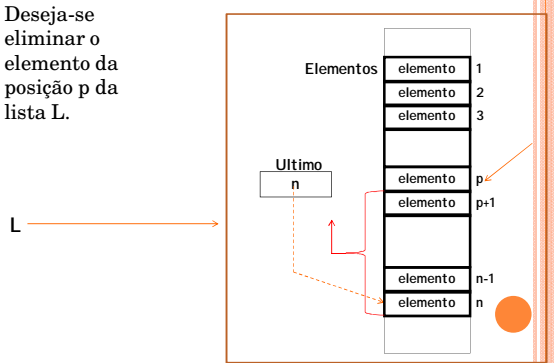 Deseja-se
eliminar o
elemento da
posição p da
lista L.
Elementos elemento 1
elemento 2
elemento 3
Ultimo
n
elemento p
elemento p+1
L
elemento n-1
elemento n